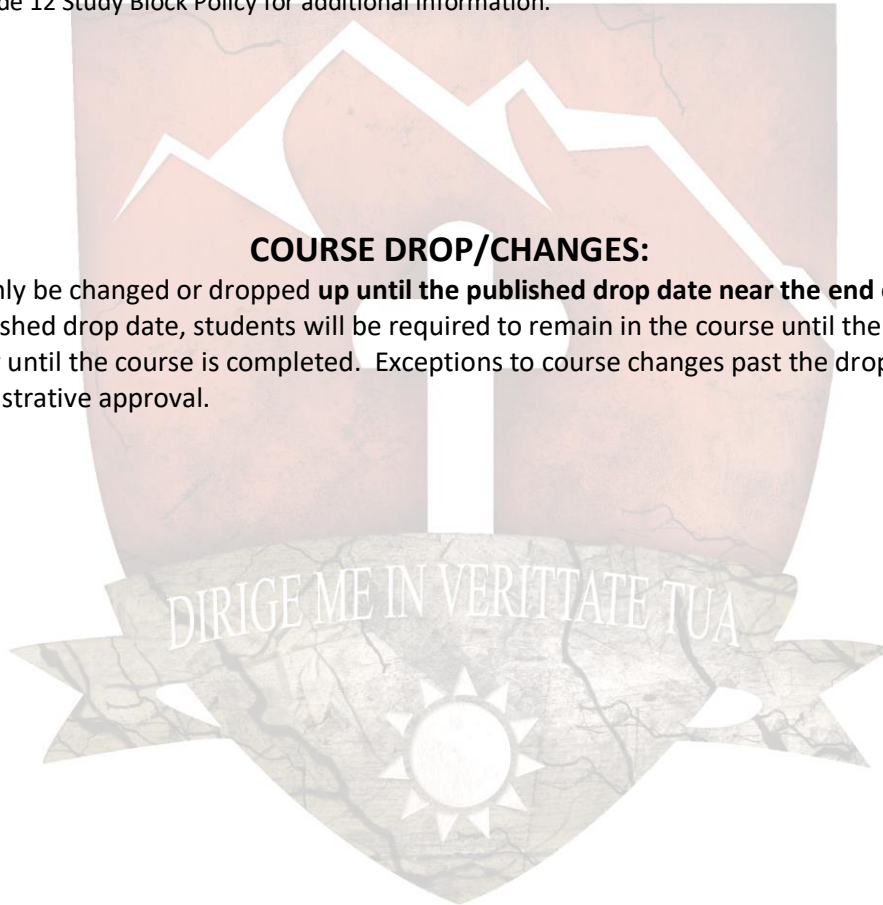 de 12 Study Block Policy for additional information.
COURSE DROP/CHANGES:
nly be changed or dropped up until the published drop date near the end
shed drop date, students will be required to remain in the course until the
until the course is completed. Exceptions to course changes past the drop
strative approval.
DIRIGE ME IN VERITTATE TUA